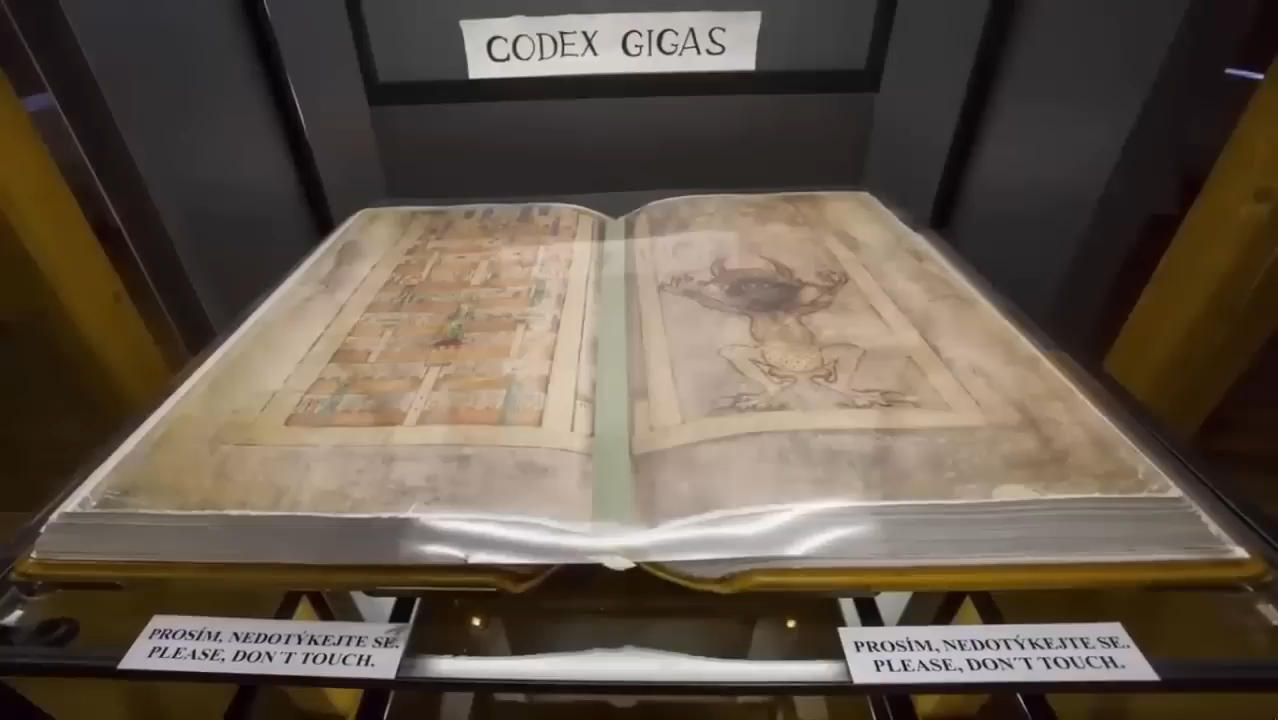 CODEX GIGAS
PROSÍM, NEDOTÝKEJTE SE.
PLEASE, DON´T TOUCH.
PROSÍM, NEDOTÝKEJTE SE.
PLEASE, DON´T TOUCH.